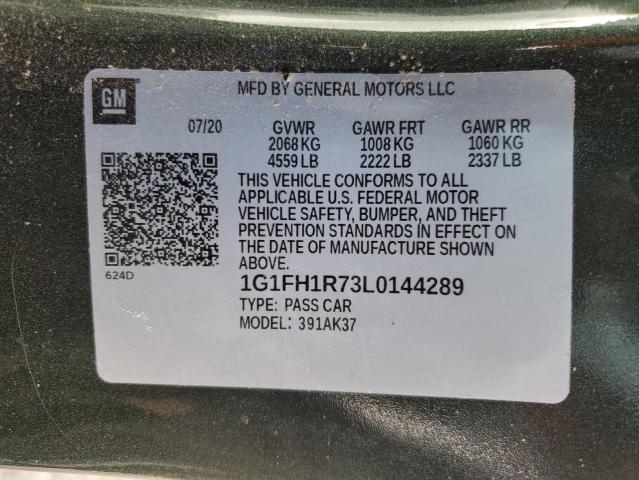 GM
MFD BY GENERAL MOTORS LLC
07/20 GVWR GAWR FRT GAWR RR
2068 KG 1008 KG 1060 KG
4559 LB 2222 LB 2337 LB
THIS VEHICLE CONFORMS TO ALL
APPLICABLE U.S. FEDERAL MOTOR
VEHICLE SAFETY, BUMPER, AND THEFT
PREVENTION STANDARDS IN EFFECT ON
THE DATE OF MANUFACTURE SHOWN
ABOVE.
624D
1G1FH1R73L0144289
TYPE: PASS CAR
MODEL: 391AK37